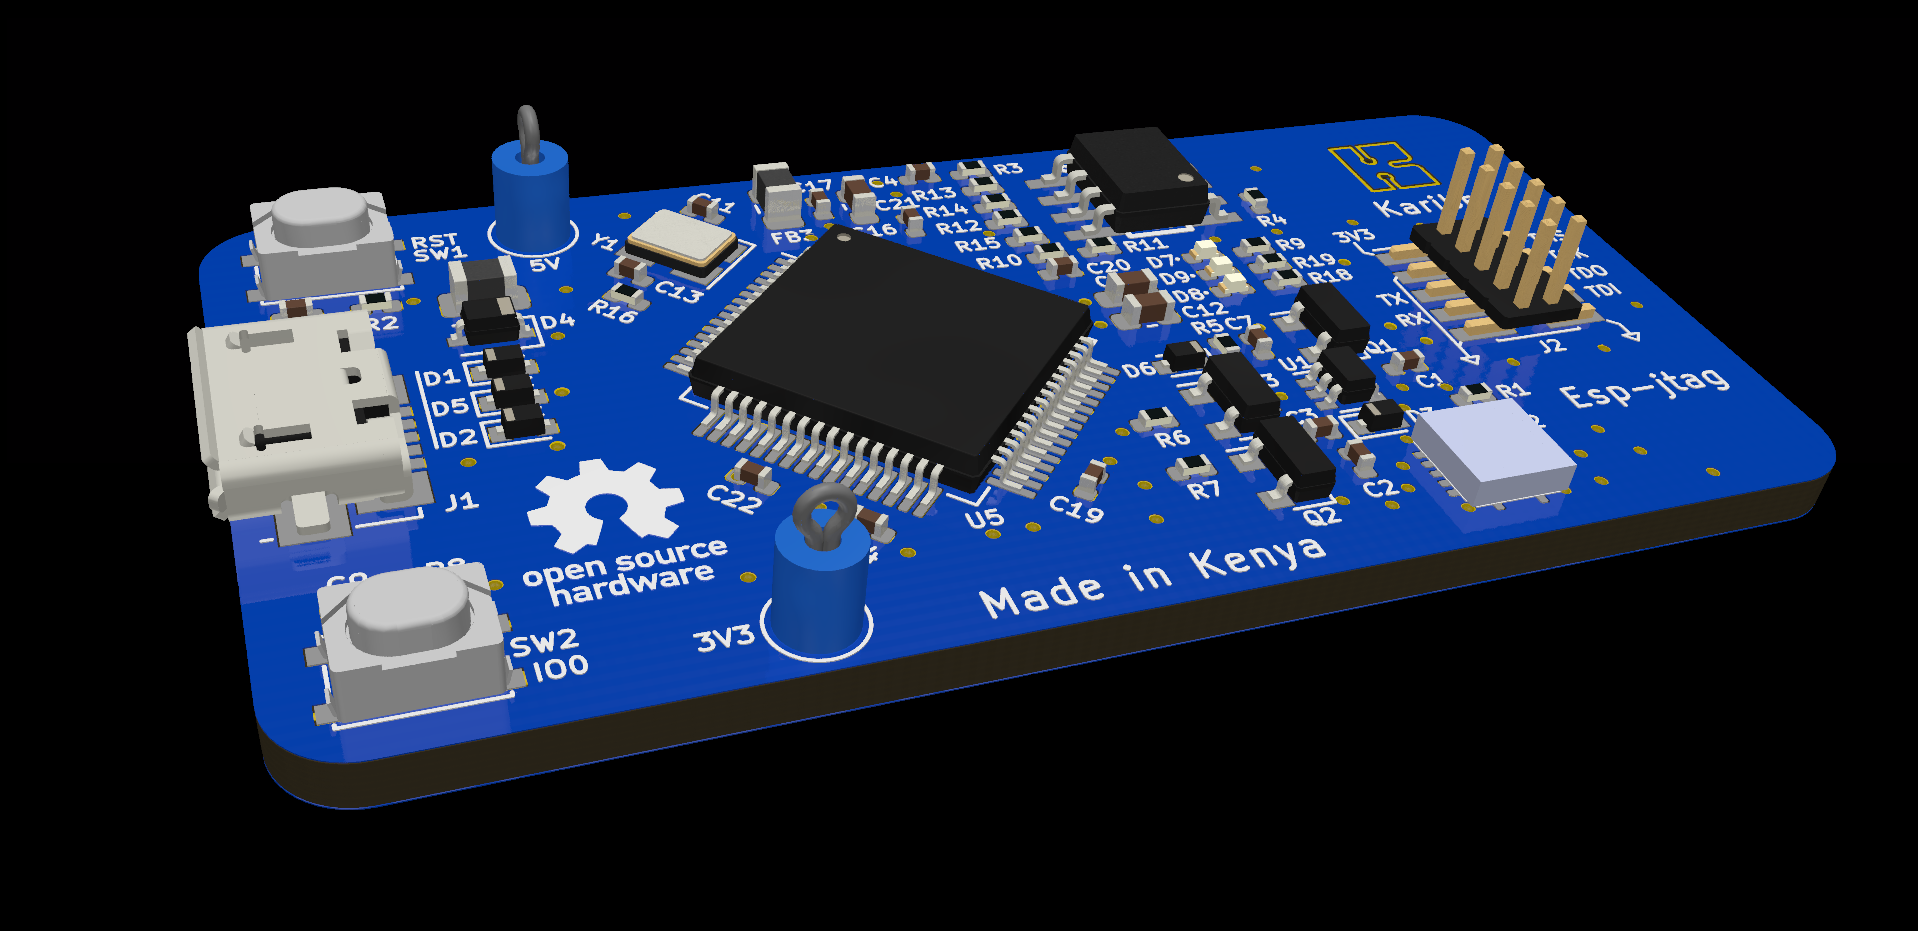 RST
SW1
R2
5V
D4
D1
D5
D2
J1
Y1
C11
C13
R16
FB3
C4
R13
C21
R14
R12
R15
R10
R3
R11
C20
D7
D9
D8
C12
R4
R9
R19
R18
R5
C7
D6
U1
Q1
C1
R1
R6
R7
C2
Q2
C22
C19
U5
3V3
TX
RX
TDO
TDI
J2
Esp-jtag
open source
hardware
Made in Kenya
3V3
SW2
IO0